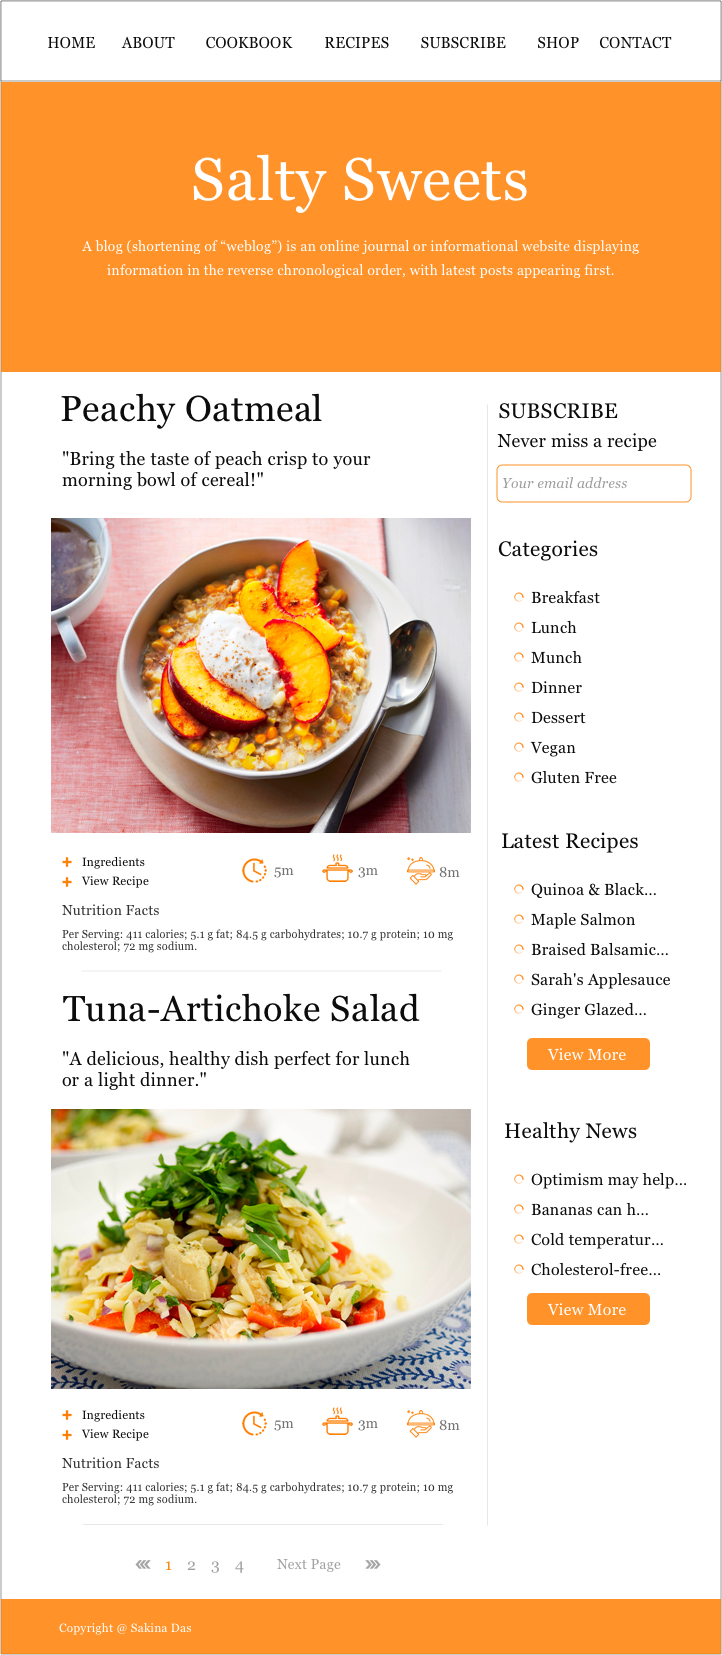 HOME ABOUT COOKBOOK RECIPES SUBSCRIBE SHOP CONTACT
Salty Sweets
A blog (shortening of “weblog”) is an online journal or informational website displaying
information in the reverse chronological order, with latest posts appearing first.
Peachy Oatmeal
"Bring the taste of peach crisp to your
morning bowl of cereal!"
Ingredients
View Recipe
5m 3m 8m
Nutrition Facts
Per Serving: 411 calories; 5.1 g fat; 84.5 g carbohydrates; 10.7 g protein; 10 mg
cholesterol; 72 mg sodium.
Tuna-Artichoke Salad
"A delicious, healthy dish perfect for lunch
or a light dinner."
Ingredients
View Recipe
5m 3m 8m
Nutrition Facts
Per Serving: 411 calories; 5.1 g fat; 84.5 g carbohydrates; 10.7 g protein; 10 mg
cholesterol; 72 mg sodium.
1 2 3 4 Next Page
SUBSCRIBE
Never miss a recipe
Your email address
Categories
Breakfast
Lunch
Munch
Dinner
Dessert
Vegan
Gluten Free
Latest Recipes
Quinoa & Black...
Maple Salmon
Braised Balsamic...
Sarah's Applesauce
Ginger Glazed...
View More
Healthy News
Optimism may help...
Bananas can h...
Cold temperatur...
Cholesterol-free...
View More
Copyright @ Sakina Das